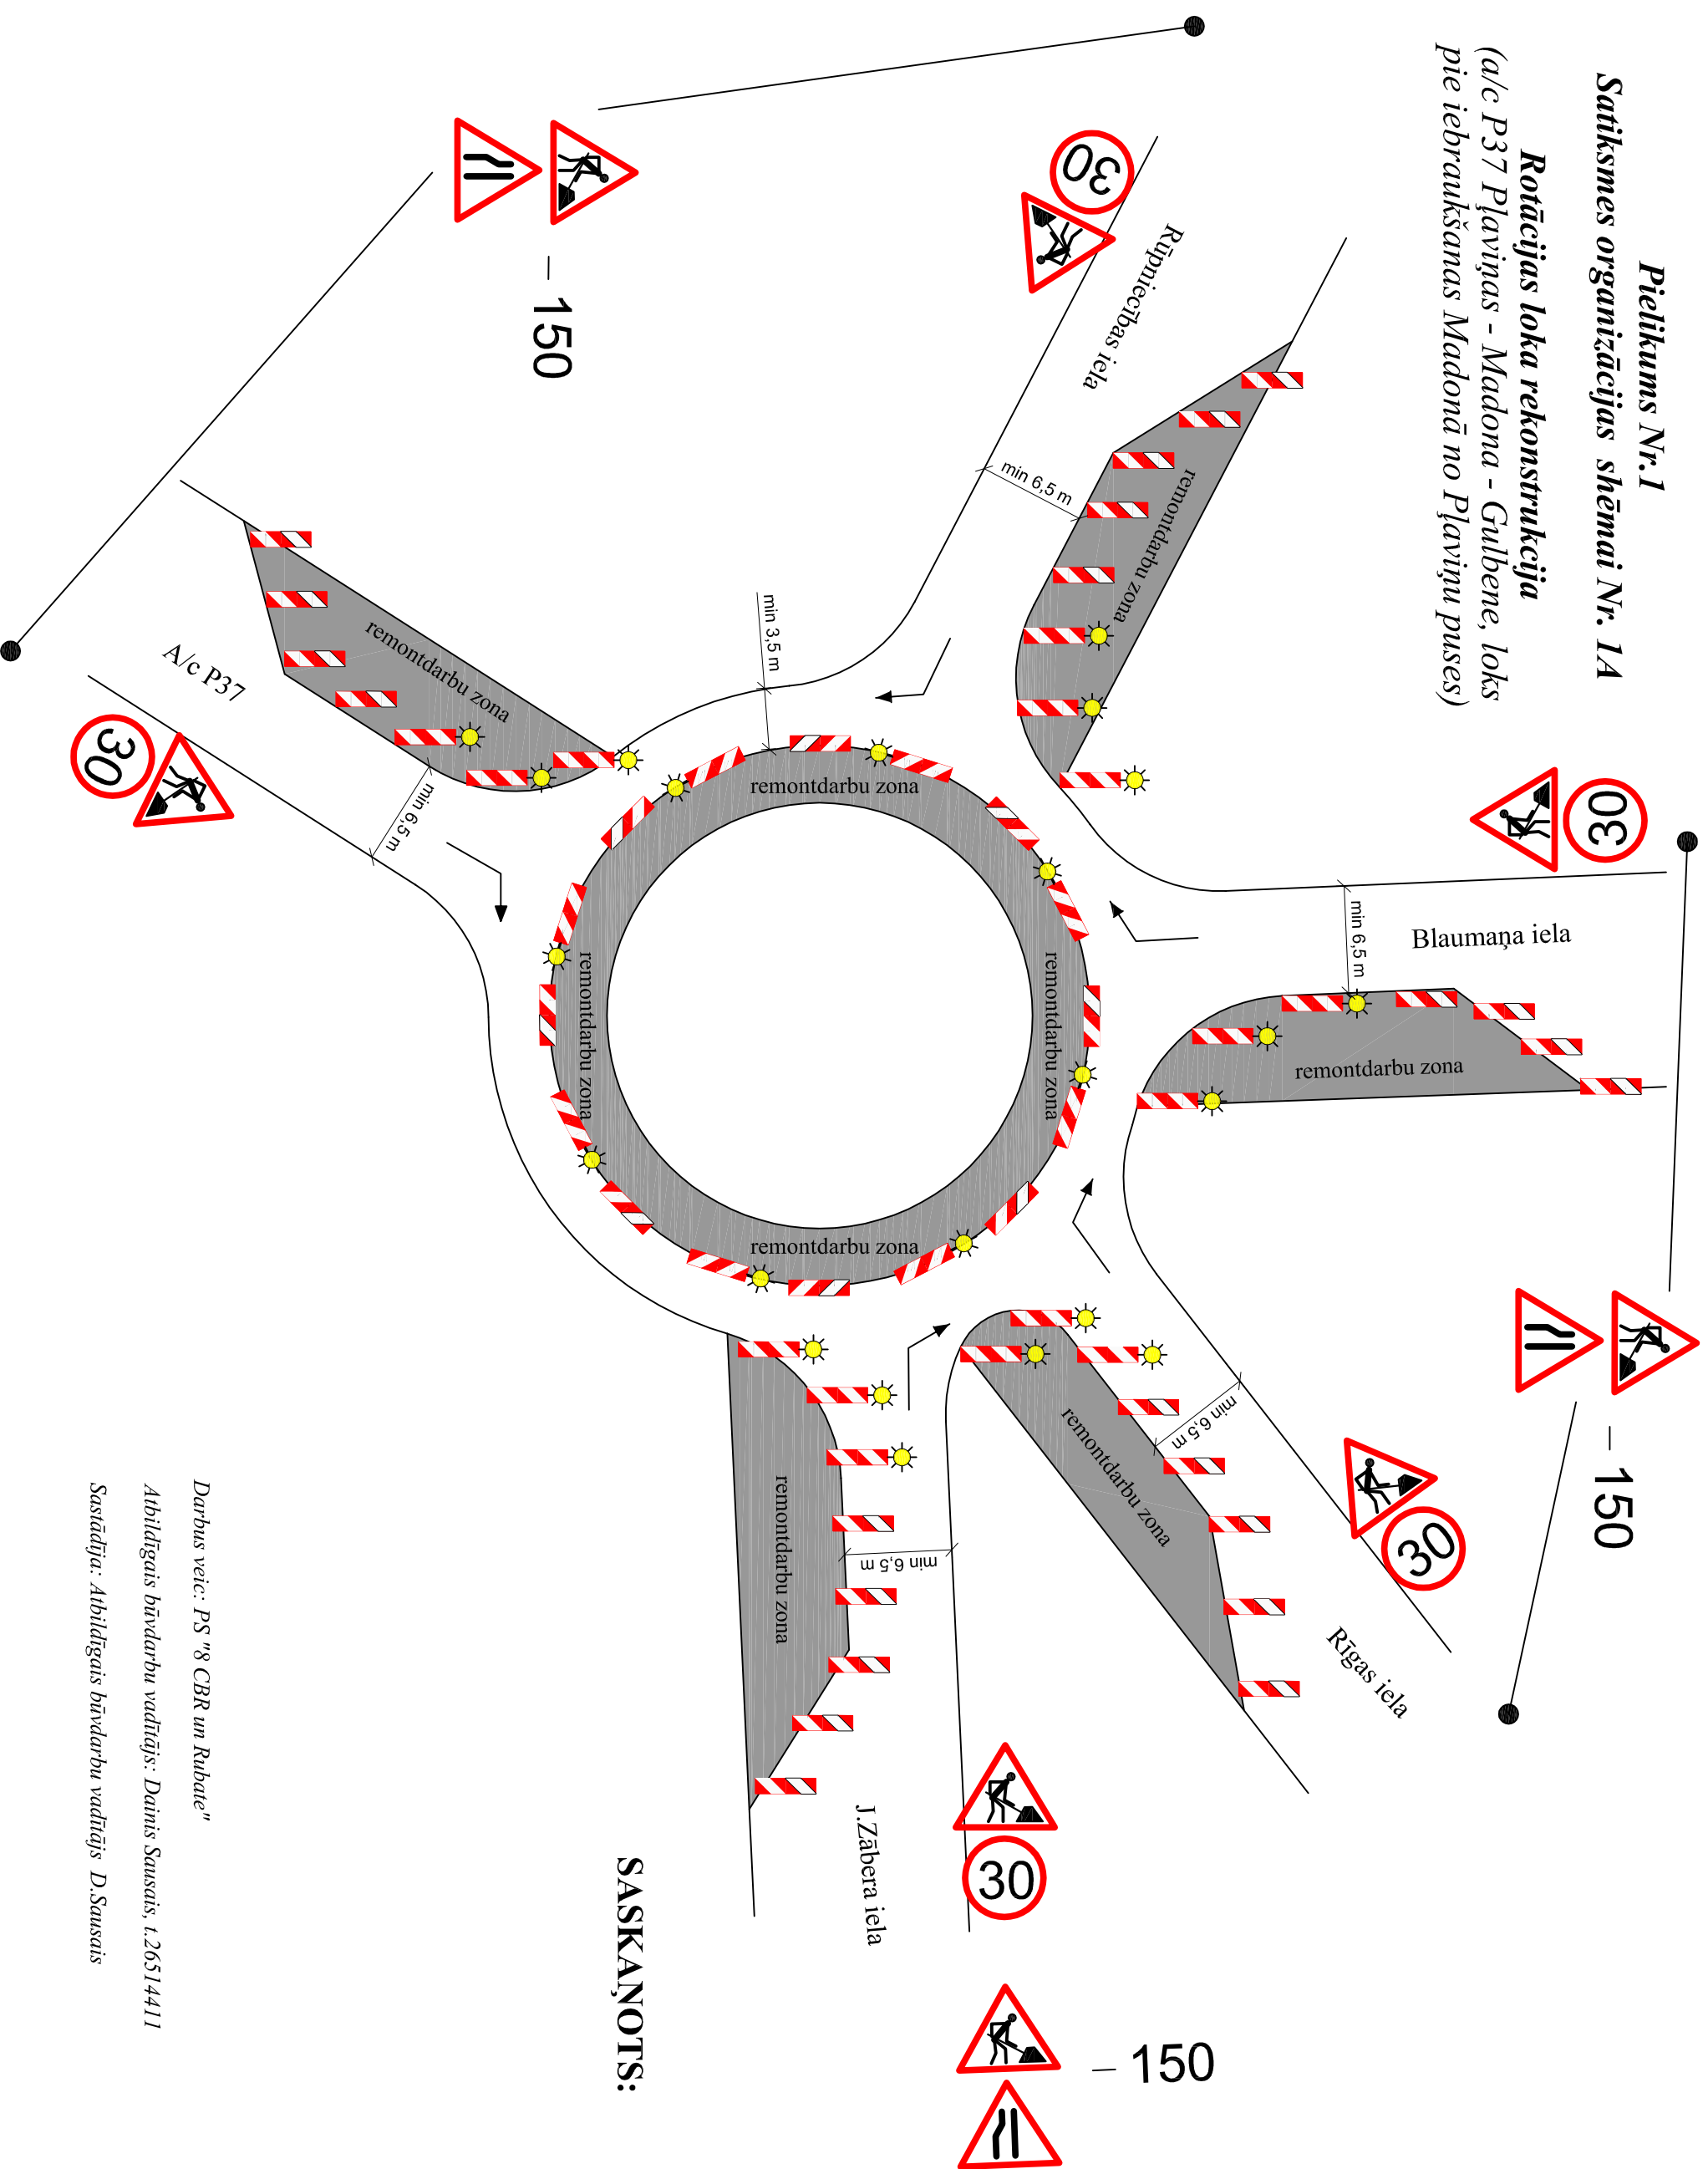 Pielikums Nr.1
Satiksmes organizācijas shēmai Nr. 1A
Rotācijas loka rekonstrukcija
(a/c P37 Pļaviņas - Madona - Gulbene, loks
pie iebraukšanas Madonā no Pļaviņu puses)
30
Rūpniecības iela
min 6,5 m
remontdarbu zona
30
Blaumaņa iela
min 6,5 m
remontdarbu zona
150
150
A/c P37
30
remontdarbu zona
min 6,5 m
min 3,5 m
remontdarbu zona
remontdarbu zona
remontdarbu zona
remontdarbu zona
30
Rīgas iela
min 6,5 m
remontdarbu zona
min 6,5 m
remontdarbu zona
J.Zābera iela
30
150
SASKAŅOTS:
Darbus veic: PS "8 CBR un Rubate"
Atbildīgais būvdarbu vadītājs: Dainis Sausais, t.26514411
Sastādīja: Atbildīgais būvdarbu vadītājs D.Sausais